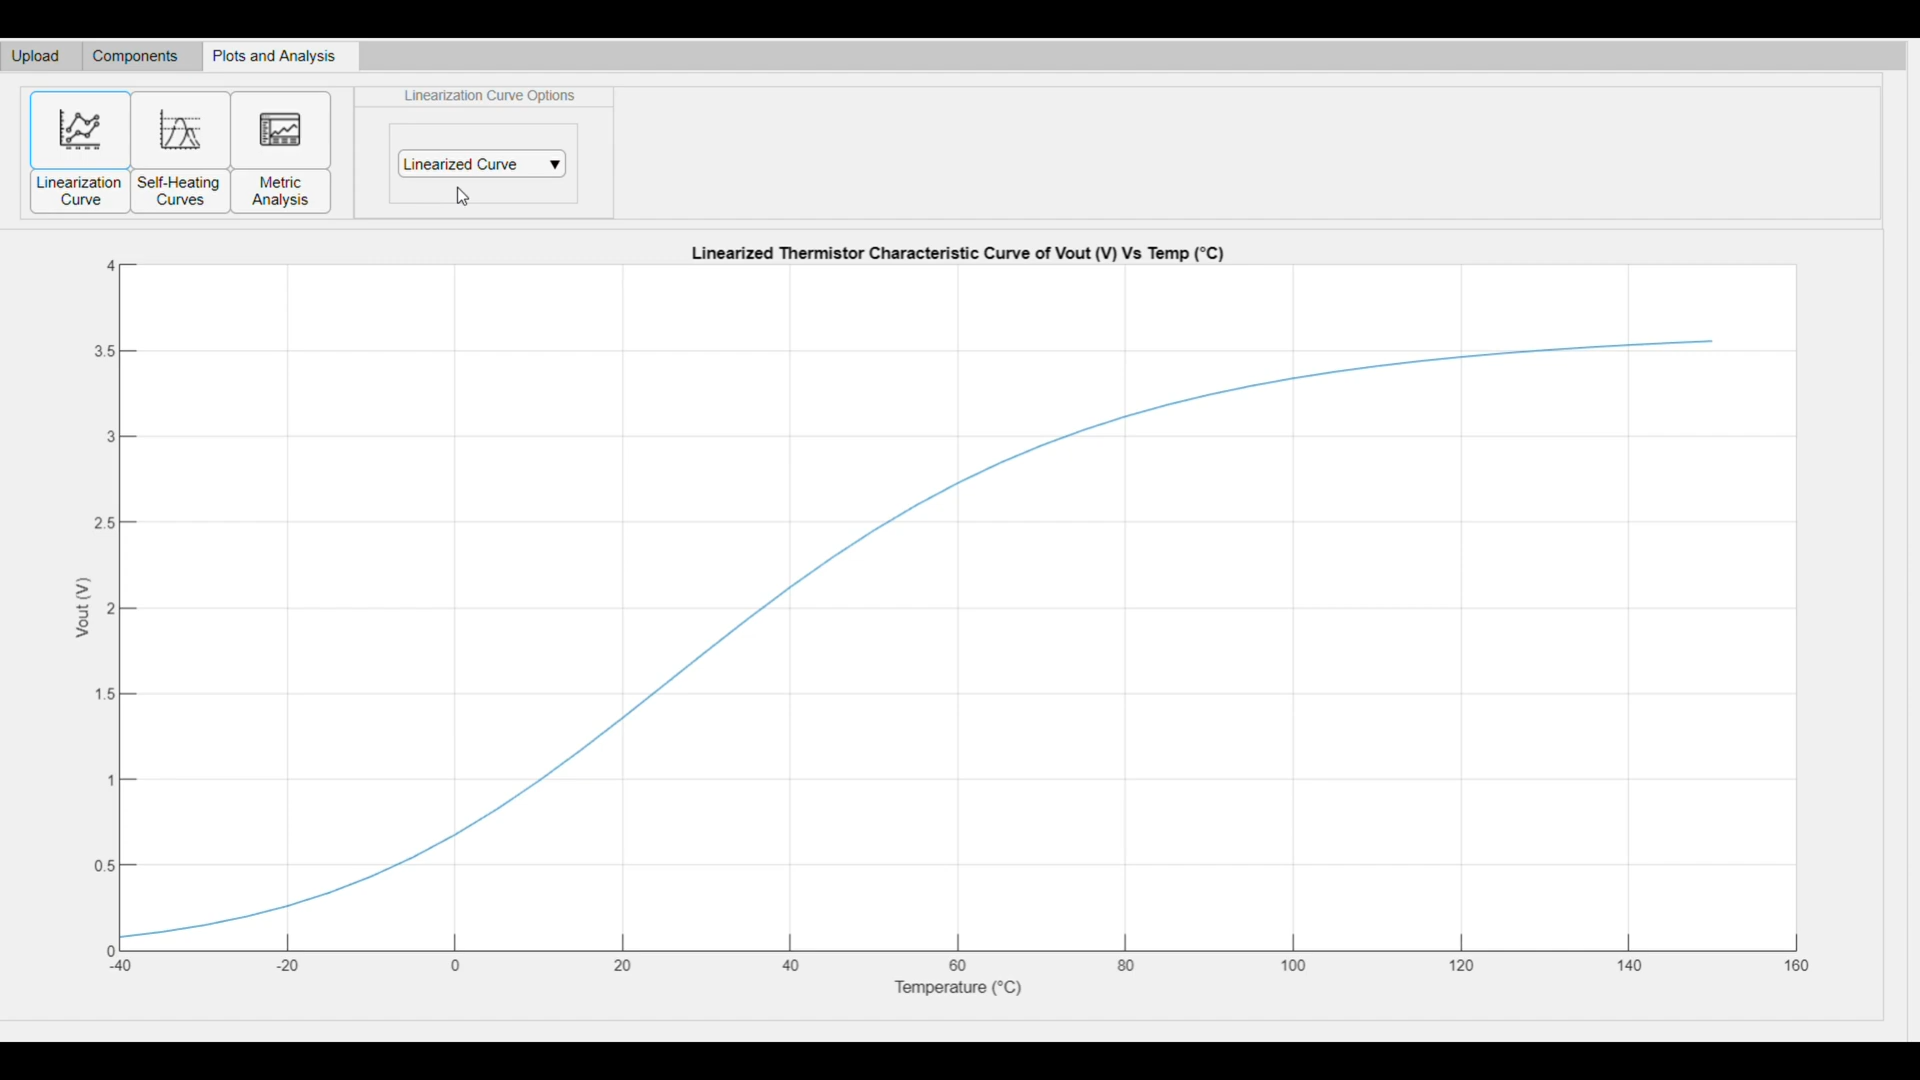 Upload Components Plots and Analysis
Linearization Curve Options
Linearized Curve
Linearization Curve
Self-Heating Curves
Metric Analysis
Linearized Thermistor Characteristic Curve of Vout (V) Vs Temp (°C)
4
3.5
3
2.5
2
1.5
1
0.5
0
Vout (V)
-40 -20 0 20 40 60 80 100 120 140 160
Temperature (°C)